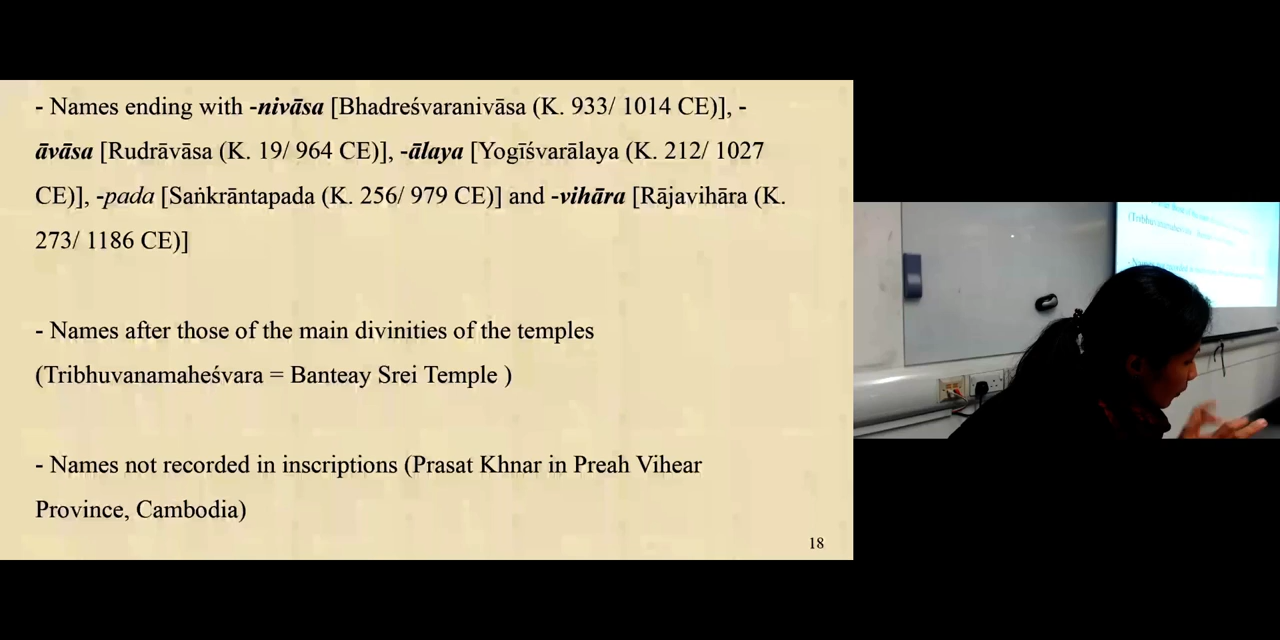 - Names ending with -nivāsa [Bhadreśvaranivāsa (K. 933/ 1014 CE)], -
āvāsa [Rudrāvāsa (K. 19/ 964 CE)], -ālaya [Yogīśvarālaya (K. 212/ 1027
CE)], -pada [Saṅkrāntapada (K. 256/ 979 CE)] and -vihāra [Rājavihāra (K.
273/ 1186 CE)]
- Names after those of the main divinities of the temples
(Tribhuvanamaheśvara = Banteay Srei Temple )
- Names not recorded in inscriptions (Prasat Khnar in Preah Vihear
Province, Cambodia)
18